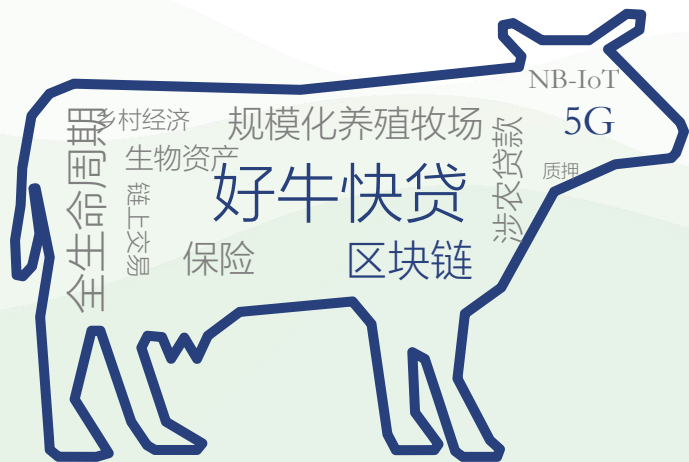 NB-IoT
5G
乡村经济
规模化养殖牧场
生物资产
质押
全生命周期
链上交易
好牛快贷
涉农贷款
保险
区块链